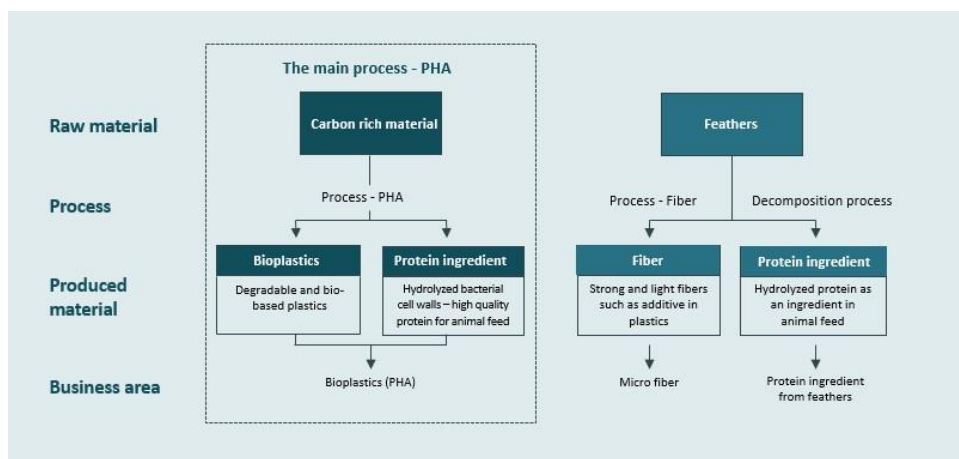 The main process - PHA
Raw material
Carbon rich material
Feathers
Process
Process - PHA
Process - Fiber
Decomposition process
Produced
material
Bioplastics
Degradable and bio-
based plastics
Protein ingredient
Hydrolyzed bacterial
cell walls – high quality
protein for animal feed
Fiber
Strong and light fibers
such as additive in
plastics
Protein ingredient
Hydrolyzed protein as
an ingredient in
animal feed
Business area
Bioplastics (PHA)
Micro fiber
Protein ingredient
from feathers